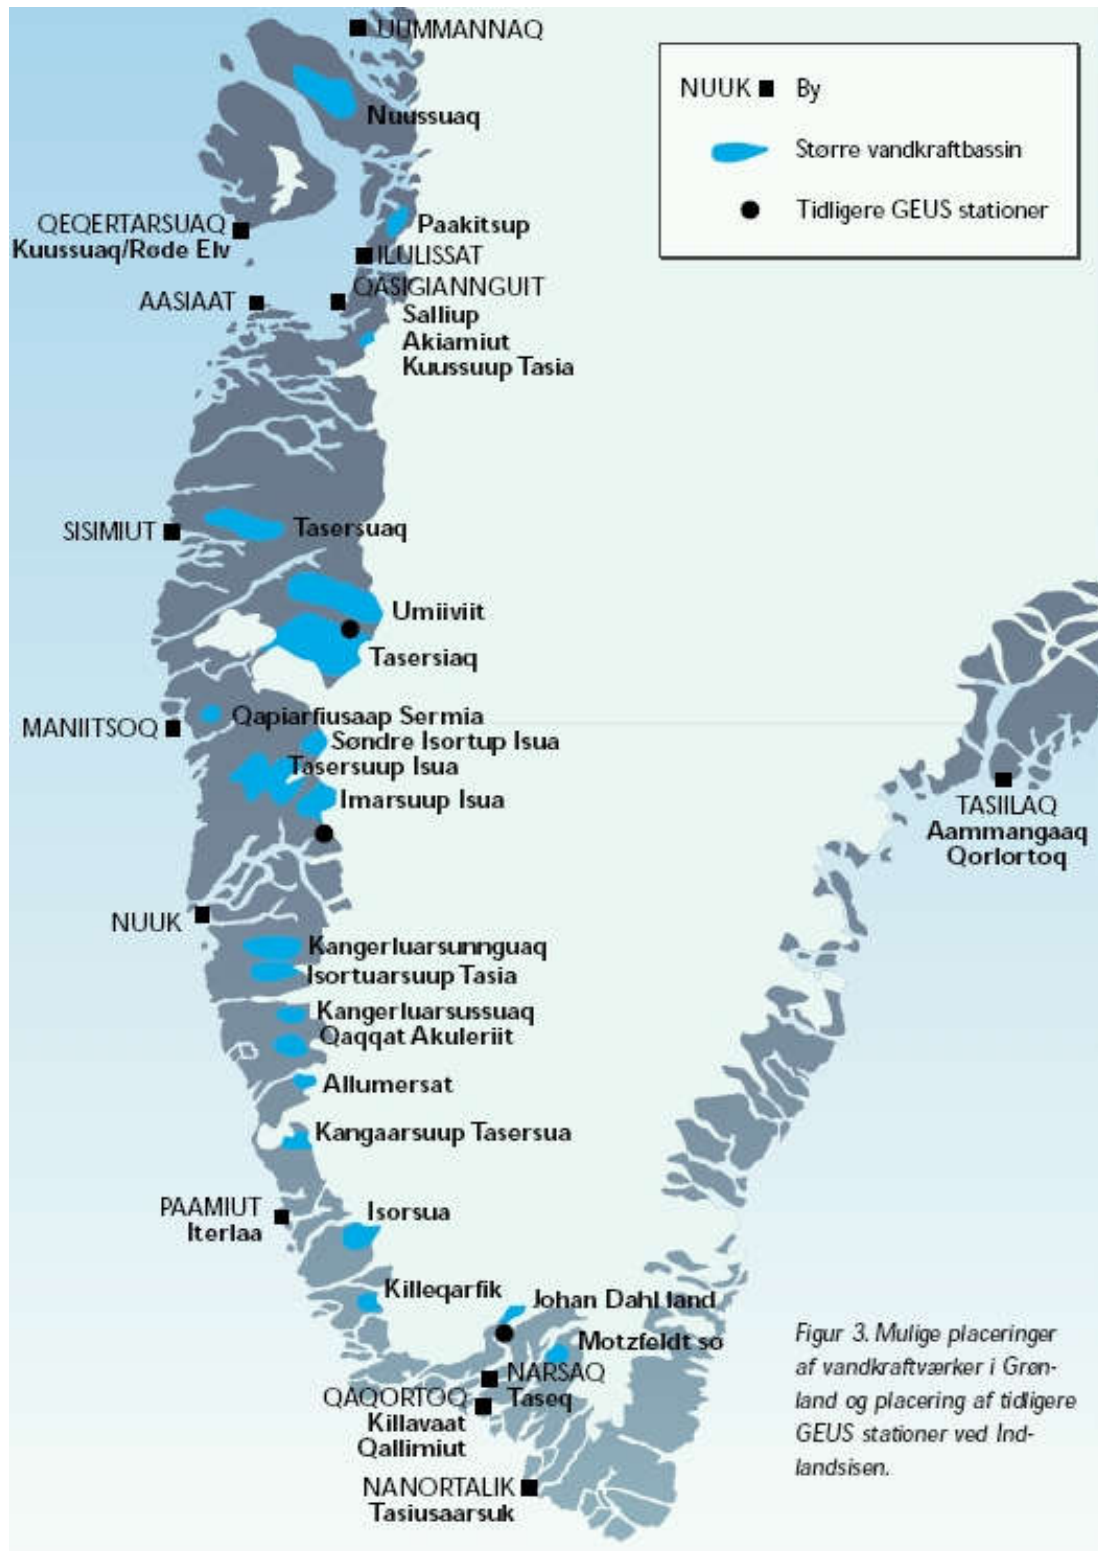 UUMMANNAQ
NUUK By
Nuussuaq
Større vandkraftbassin
Tidligere GEUS stationer
QEQERTARSUAQ
Kuussuaq/Røde Elv
Paakitsup
ILULISSAT
QASIGIANNGUIT
AASIAAT
Salliup
Akiamiut
Kuussuup Tasia
SISIMIUT
Tasersuaq
Umiiviit
Tasersiaq
Qapiarfiusaap Sermia
MANIITSOQ
Søndre Isortup Isua
Tasersuup Isua
Imarsuup Isua
TASIILAQ
Aammangaaq
Qorlortoq
NUUK
Kangerluarsunnguaq
Isortuarsuup Tasia
Kangerluarsussuaq
Qaqqat Akuleriit
Allumersat
Kangaarsuup Tasersua
PAAMIUT
Iterlaa
Isorsua
Killeqarfik
Johan Dahl land
Motzfeldt sø
NARSAQ
Taseq
QAQORTOQ
Killavaat
Qallimiut
NANORTALIK
Tasiusaarsuk
Figur 3. Mulige placeringer
af vandkraftværker i Grøn-
land og placering af tidligere
GEUS stationer ved Ind-
landsisen.